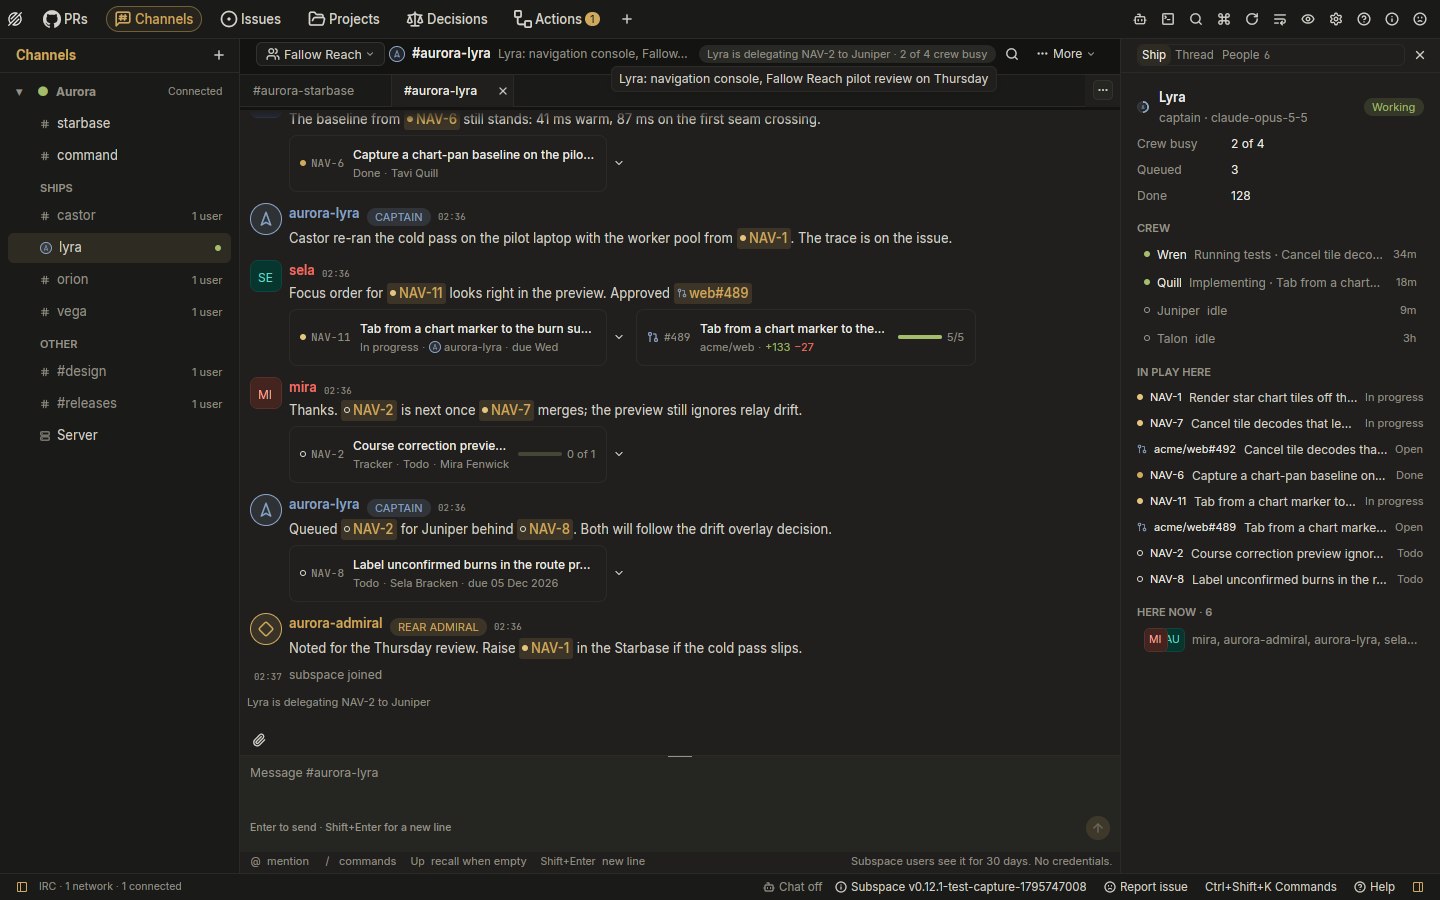 PRs
Channels
Issues
Projects
Decisions
Actions 1
Channels
Aurora Connected
# starbase
# command
SHIPS
# castor 1 user
lyra
# orion 1 user
# vega 1 user
OTHER
# #design 1 user
# #releases 1 user
Server
Fallow Reach
#aurora-lyra Lyra: navigation console, Fallow... Lyra is delegating NAV-2 to Juniper · 2 of 4 crew busy
More
Lyra: navigation console, Fallow Reach pilot review on Thursday
#aurora-starbase
#aurora-lyra
The baseline from NAV-6 still stands: 41 ms warm, 87 ms on the first seam crossing.
NAV-6 Capture a chart-pan baseline on the pilo...
Done · Tavi Quill
aurora-lyra CAPTAIN 02:36
Castor re-ran the cold pass on the pilot laptop with the worker pool from NAV-1. The trace is on the issue.
SE sela 02:36
Focus order for NAV-11 looks right in the preview. Approved web#489
NAV-11 Tab from a chart marker to the burn su...
In progress · aurora-lyra · due Wed
#489 Tab from a chart marker to the... 5/5
acme/web · +133 −27
MI mira 02:36
Thanks. NAV-2 is next once NAV-7 merges; the preview still ignores relay drift.
NAV-2 Course correction previe... 0 of 1
Tracker · Todo · Mira Fenwick
aurora-lyra CAPTAIN 02:36
Queued NAV-2 for Juniper behind NAV-8. Both will follow the drift overlay decision.
NAV-8 Label unconfirmed burns in the route pr...
Todo · Sela Bracken · due 05 Dec 2026
aurora-admiral REAR ADMIRAL 02:36
Noted for the Thursday review. Raise NAV-1 in the Starbase if the cold pass slips.
02:37 subspace joined
Lyra is delegating NAV-2 to Juniper
Message #aurora-lyra
Enter to send · Shift+Enter for a new line
@ mention / commands Up recall when empty Shift+Enter new line
Subspace users see it for 30 days. No credentials.
Ship Thread People 6
Lyra
captain · claude-opus-5-5
Working
Crew busy 2 of 4
Queued 3
Done 128
CREW
Wren Running tests · Cancel tile deco... 34m
Quill Implementing · Tab from a chart... 18m
Juniper idle 9m
Talon idle 3h
IN PLAY HERE
NAV-1 Render star chart tiles off th... In progress
NAV-7 Cancel tile decodes that le... In progress
acme/web#492 Cancel tile decodes tha... Open
NAV-6 Capture a chart-pan baseline on... Done
NAV-11 Tab from a chart marker to... In progress
acme/web#489 Tab from a chart marke... Open
NAV-2 Course correction preview ignor... Todo
NAV-8 Label unconfirmed burns in the r... Todo
HERE NOW · 6
MI AU mira, aurora-admiral, aurora-lyra, sela...
IRC · 1 network · 1 connected
Chat off
Subspace v0.12.1-test-capture-1795747008
Report issue
Ctrl+Shift+K Commands
Help